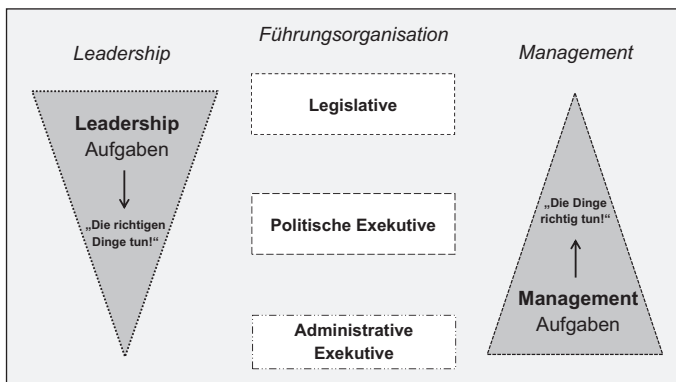 Leadership
Führungsorganisation
Management
Leadership
Aufgaben
„Die richtigen
Dinge tun!“
Legislative
Politische Exekutive
Administrative
Exekutive
„Die Dinge
richtig tun!“
Management
Aufgaben